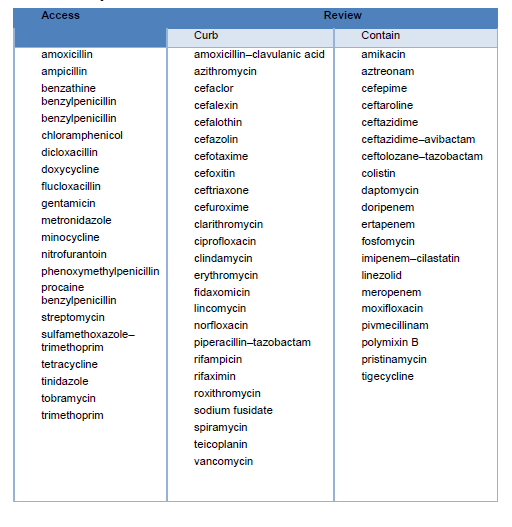 Access
Review
Curb
Contain
amoxicillin
ampicillin
benzathine
benzylpenicillin
benzylpenicillin
chloramphenicol
dicloxacillin
doxycycline
flucloxacillin
gentamicin
metronidazole
minocycline
nitrofurantoin
phenoxymethylpenicillin
procaine
benzylpenicillin
streptomycin
sulfamethoxazole–
trimethoprim
tetracycline
tinidazole
tobramycin
trimethoprim
amoxicillin–clavulanic acid
azithromycin
cefaclor
cefalexin
cefalothin
cefazolin
cefotaxime
cefoxitin
ceftriaxone
cefuroxime
clarithromycin
ciprofloxacin
clindamycin
erythromycin
fidaxomicin
lincomycin
norfloxacin
piperacillin–tazobactam
rifampicin
rifaximin
roxithromycin
sodium fusidate
spiramycin
teicoplanin
vancomycin
amikacin
aztreonam
cefepime
ceftaroline
ceftazidime
ceftazidime–avibactam
ceftolozane–tazobactam
colistin
daptomycin
doripenem
ertapenem
fosfomycin
imipenem–cilastatin
linezolid
meropenem
moxifloxacin
pivmecillinam
polymixin B
pristinamycin
tigecycline